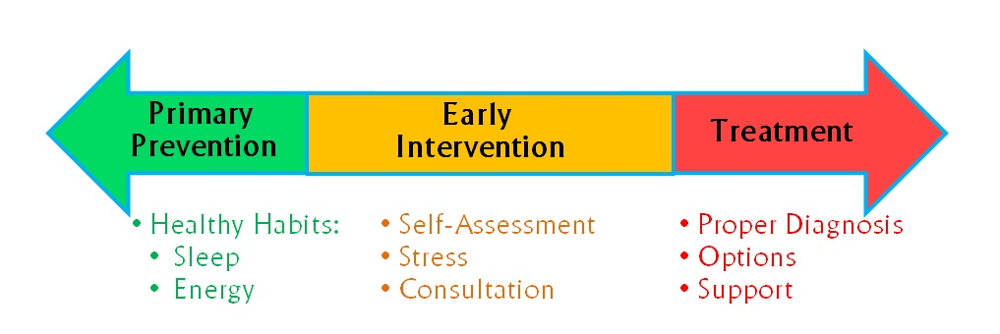 Primary
Prevention
Early
Intervention
Treatment
• Healthy Habits:
• Sleep
• Energy
• Self-Assessment
• Stress
• Consultation
• Proper Diagnosis
• Options
• Support